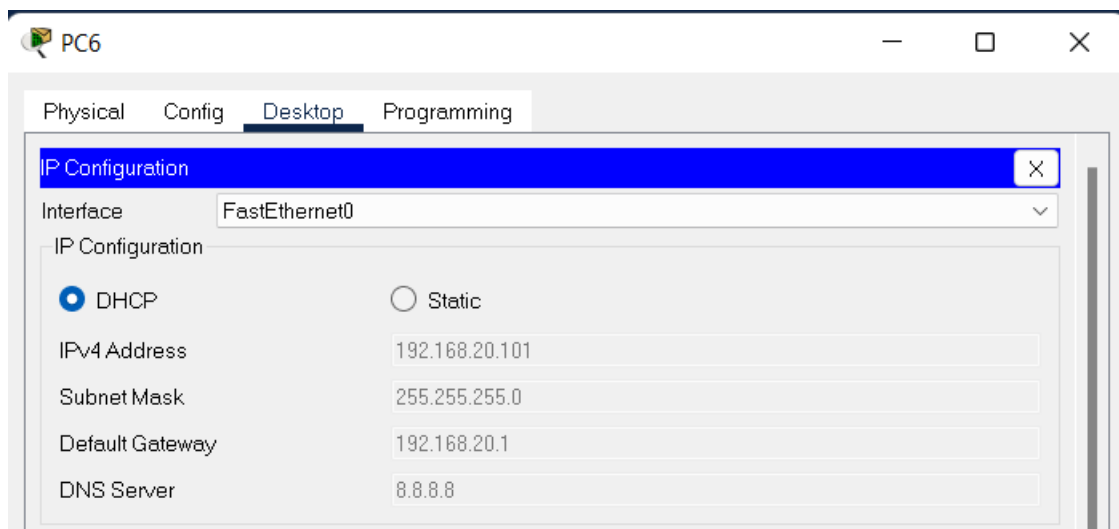 PC6
Physical Config Desktop Programming
IP Configuration X
Interface FastEthernet0
IP Configuration
DHCP Static
IPv4 Address 192.168.20.101
Subnet Mask 255.255.255.0
Default Gateway 192.168.20.1
DNS Server 8.8.8.8